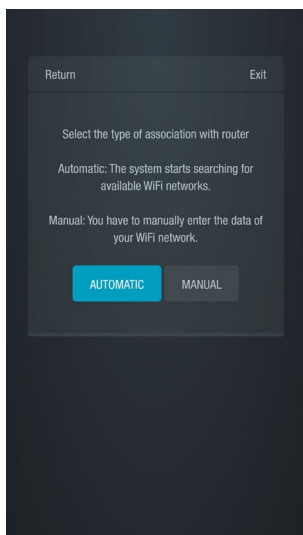 Return Exit
Select the type of association with router
Automatic: The system starts searching for
available WiFi networks.
Manual: You have to manually enter the data of
your WiFi network.
AUTOMATIC MANUAL